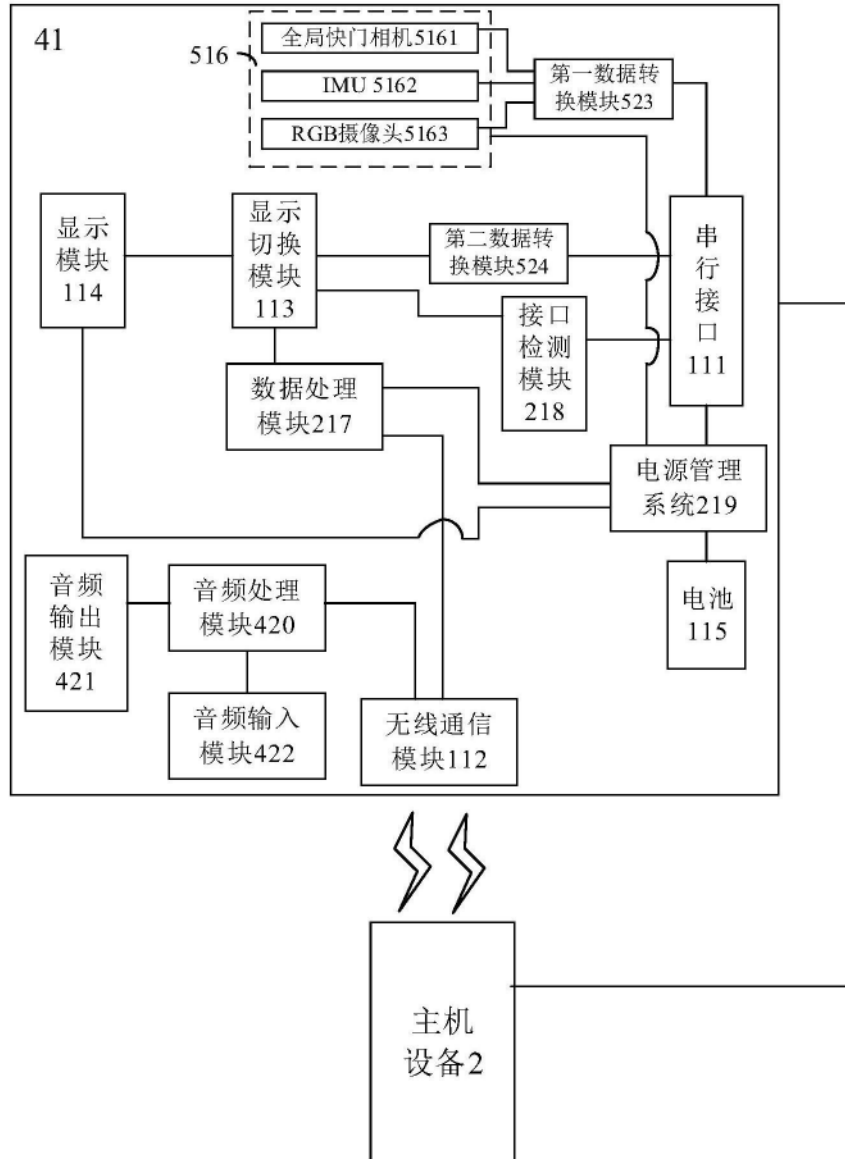 41
516
全局快门相机5161
IMU 5162
RGB摄像头5163
第一数据转
换模块523
显示
模块
114
显示
切换
模块
113
第二数据转
换模块524
串
行
接
口
111
接口
检测
模块
218
数据处理
模块217
电源管理
系统219
音频
输出
模块
421
音频处理
模块420
电池
115
音频输入
模块422
无线通信
模块112
主机
设备2